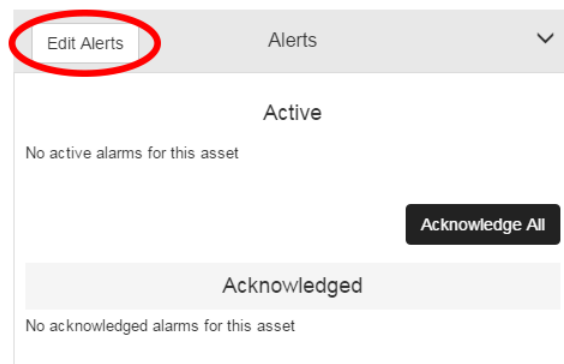 Edit Alerts Alerts
Active
No active alarms for this asset
Acknowledge All
Acknowledged
No acknowledged alarms for this asset